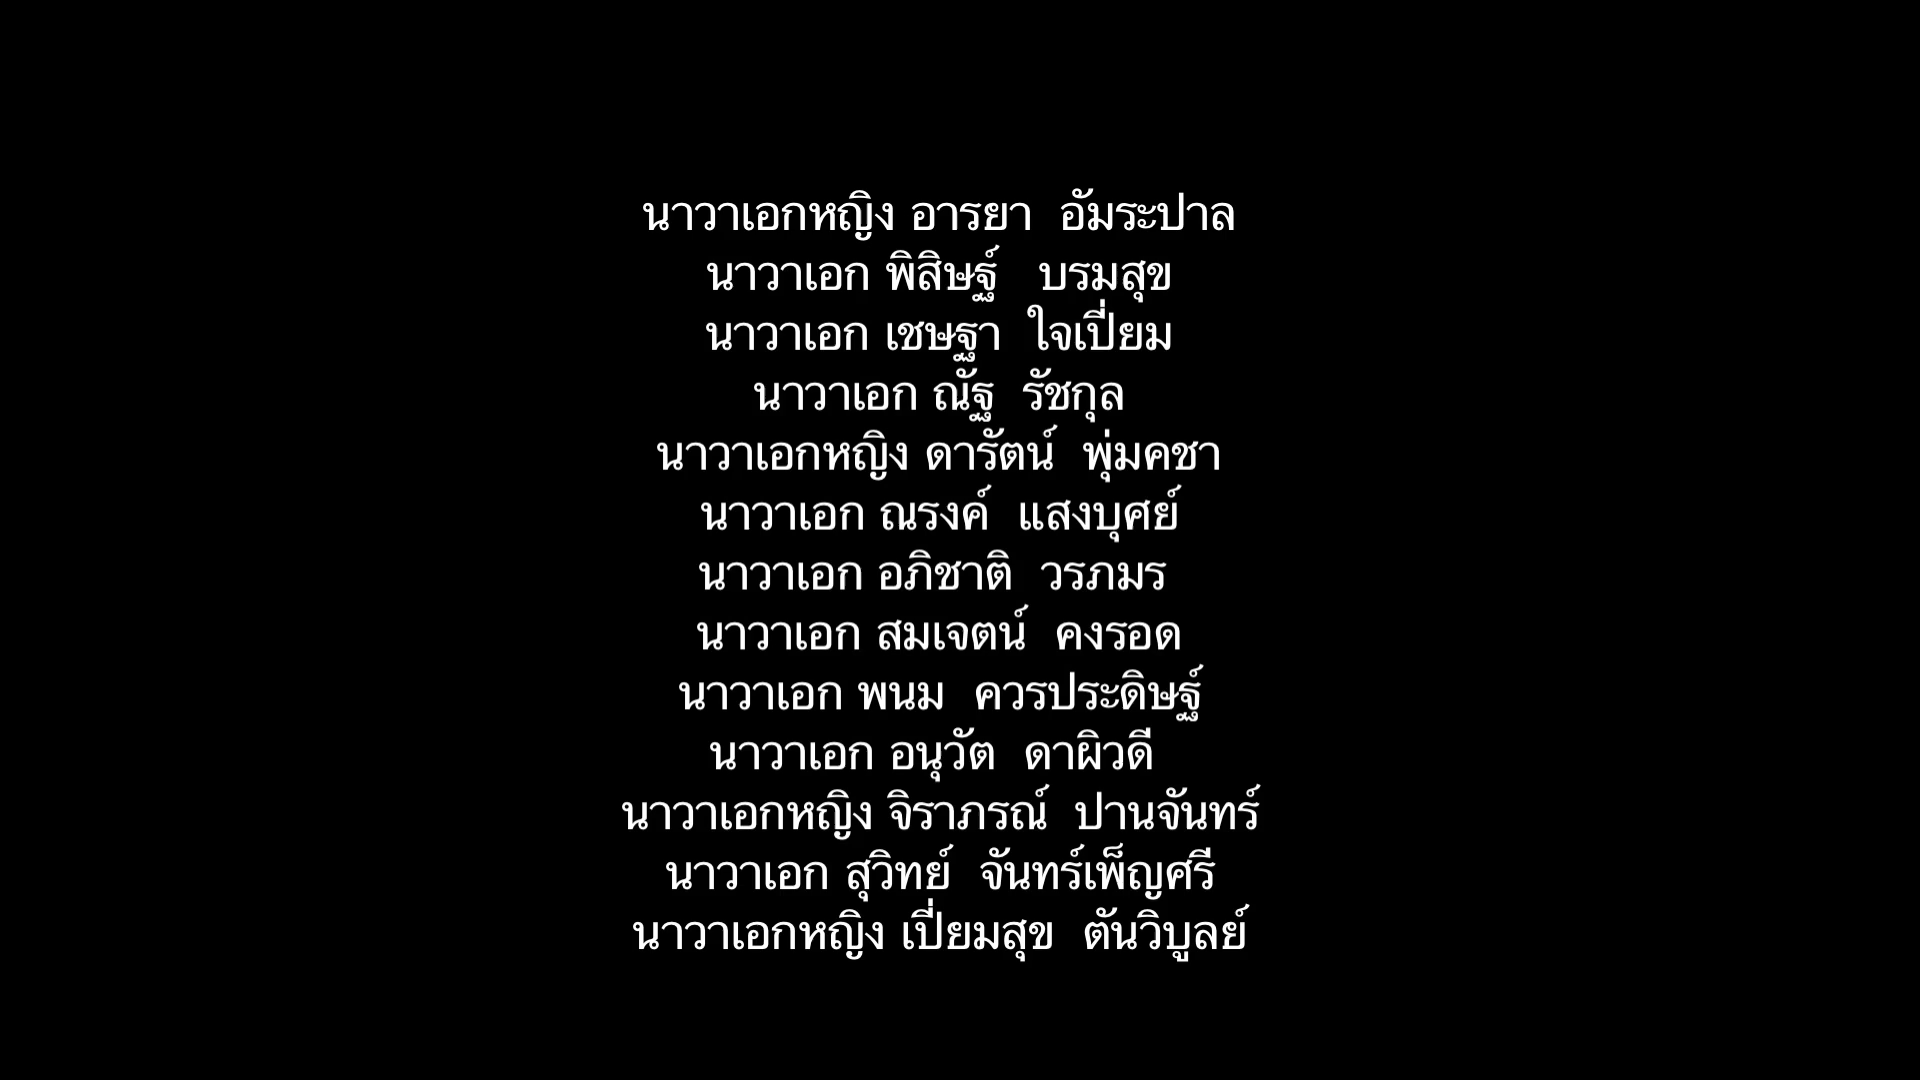 นาวาเอกหญิง อารยา  อัมระปาล
นาวาเอก พิสิษฐ์   บรมสุข
นาวาเอก เชษฐา  ใจเปี่ยม
นาวาเอก ณัฐ  รัชกุล
นาวาเอกหญิง ดารัตน์  พุ่มคชา
นาวาเอก ณรงค์  แสงบุศย์
นาวาเอก อภิชาติ  วรภมร
นาวาเอก สมเจตน์  คงรอด
นาวาเอก พนม  ควรประดิษฐ์
นาวาเอก อนุวัต  ดาผิวดี
นาวาเอกหญิง จิราภรณ์  ปานจันทร์
นาวาเอก สุวิทย์  จันทร์เพ็ญศรี
นาวาเอกหญิง เปี่ยมสุข  ตันวิบูลย์